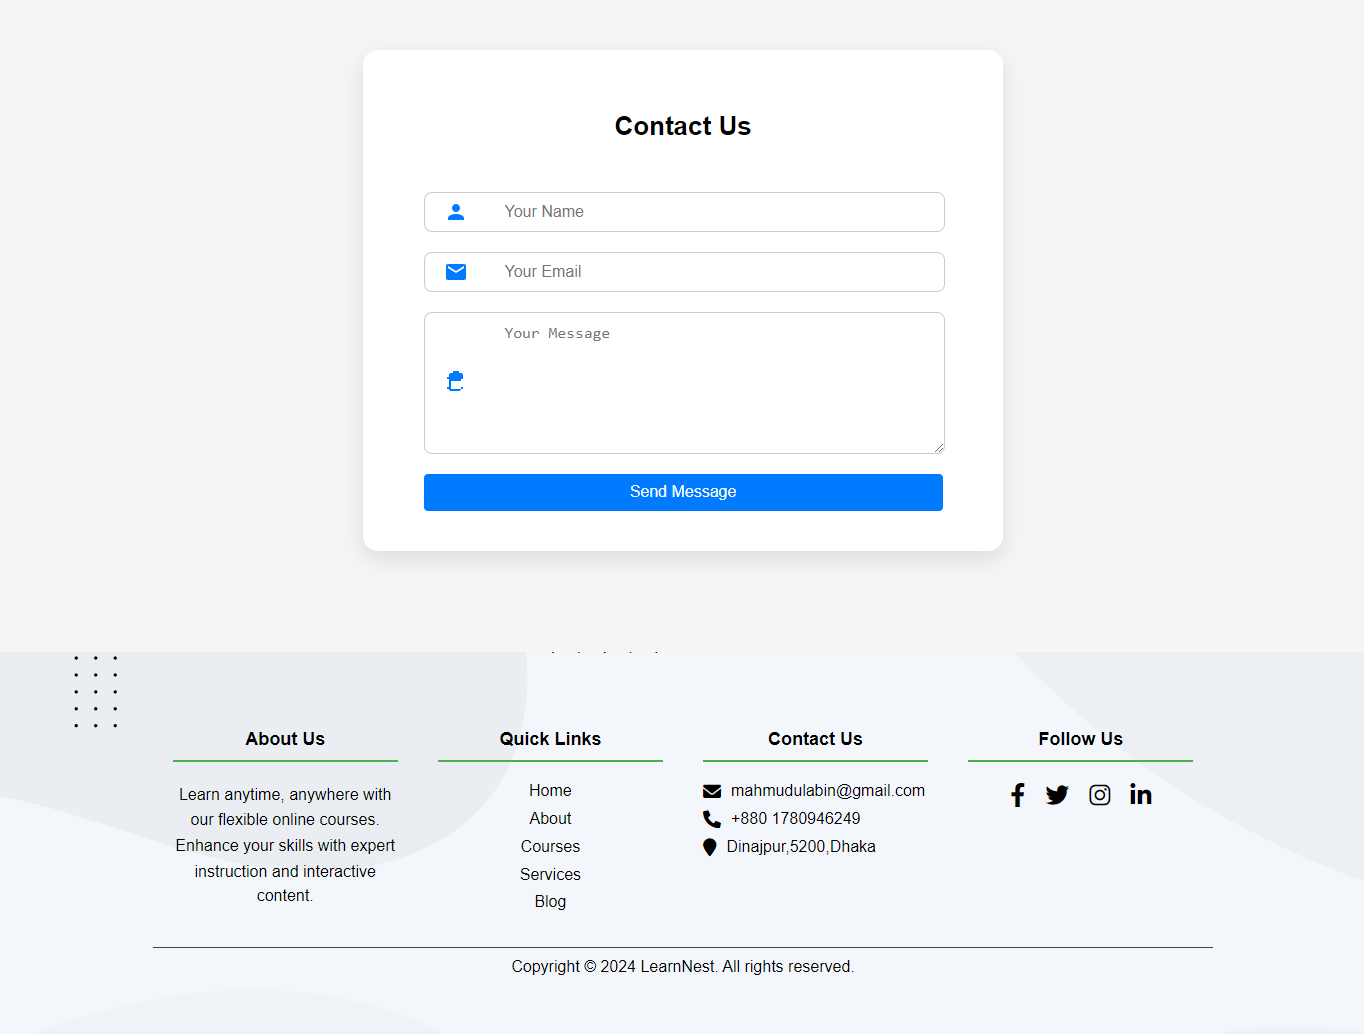 Contact Us
Your Name
Your Email
Your Message
Send Message
About Us
Learn anytime, anywhere with
our flexible online courses.
Enhance your skills with expert
instruction and interactive
content.
Quick Links
Home
About
Courses
Services
Blog
Contact Us
mahmudulabin@gmail.com
+880 1780946249
Dinajpur,5200,Dhaka
Follow Us
Copyright © 2024 LearnNest. All rights reserved.